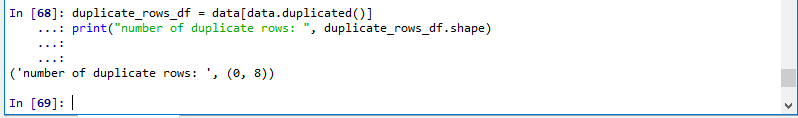 In [68]: duplicate_rows_df = data[data.duplicated()]
...: print("number of duplicate rows: ", duplicate_rows_df.shape)
...:
...:
('number of duplicate rows: ', (0, 8))
In [69]: